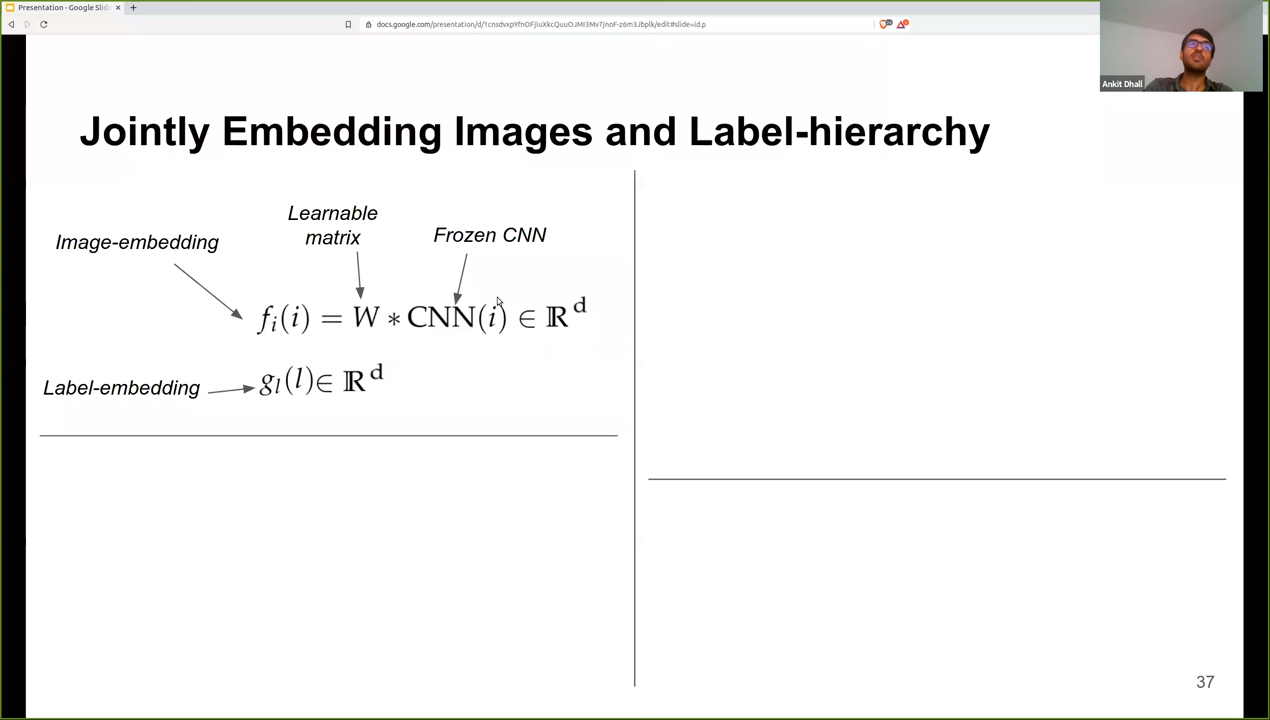 Presentation - Google Slid
docs.google.com/presentation/d/1cnsdvxpYfnOFJiuXkcQuuOJMI3Mv7jnoF-z6m3Jbplk/edit#slide=id.p
Ankit Dhall
Jointly Embedding Images and Label-hierarchy
Learnable
matrix
Frozen CNN
Image-embedding
fᵢ(i) = W ∗ CNN(i) ∈ ℝᵈ
Label-embedding
gₗ(l) ∈ ℝᵈ
37